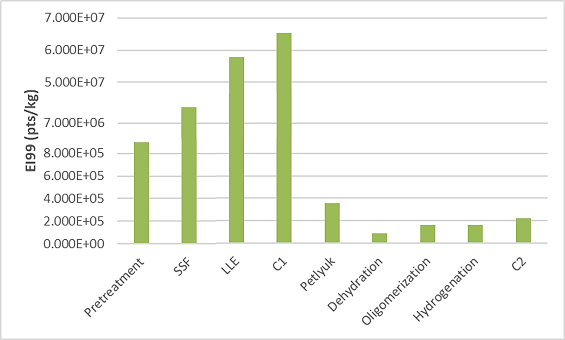 7.000E+07
6.000E+07
5.000E+07
7.000E+06
8.000E+05
6.000E+05
4.000E+05
2.000E+05
0.000E+00
EI99 (pts/kg)
Pretreatment
SSF
LLE
C1
Petlyuk
Dehydration
Oligomerization
Hydrogenation
C2